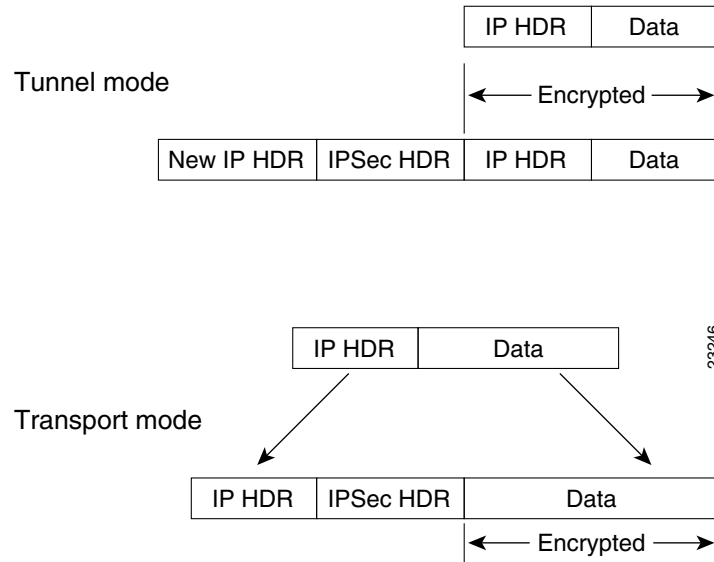 IP HDR Data
Tunnel mode
Encrypted
New IP HDR IPSec HDR IP HDR Data
IP HDR Data
Transport mode
IP HDR IPSec HDR Data
Encrypted